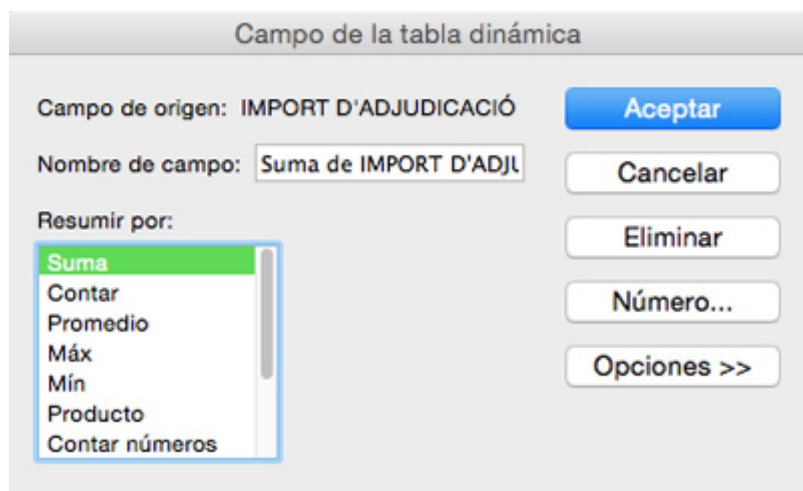 Campo de la tabla dinámica
Campo de origen: IMPORT D'ADJUDICACIÓ
Aceptar
Nombre de campo: Suma de IMPORT D'ADJU
Cancelar
Resumir por:
Eliminar
Suma
Contar
Número...
Promedio
Máx
Opciones >>
Mín
Producto
Contar números